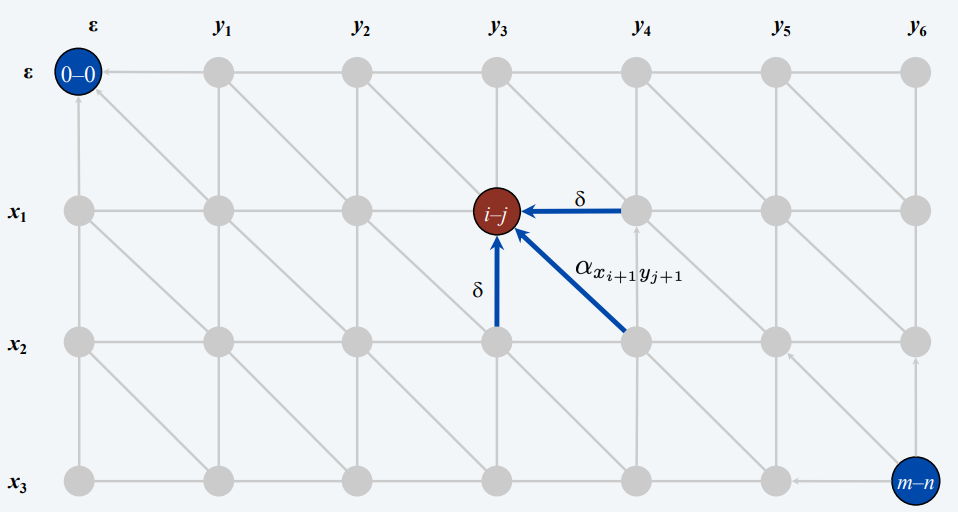 ε y₁ y₂ y₃ y₄ y₅ y₆
ε 0–0
x₁ i–j δ
δ αxᵢ₊₁yⱼ₊₁
x₂
x₃ m–n